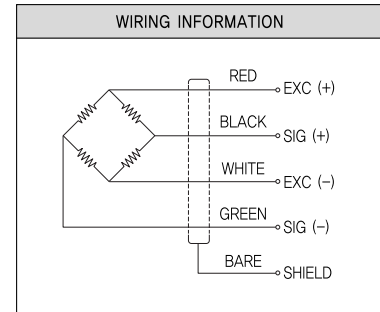 WIRING INFORMATION
RED EXC (+)
BLACK SIG (+)
WHITE EXC (−)
GREEN SIG (−)
BARE SHIELD